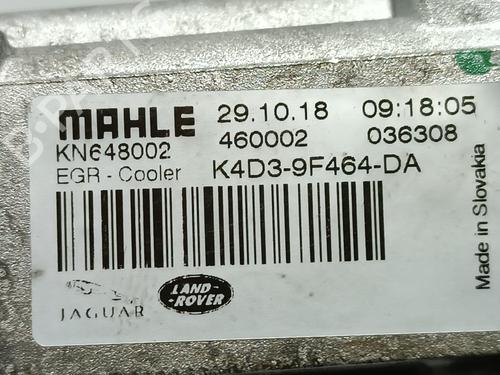 MAHLE 29.10.18 09:18:05
KN648002 460002 036308
EGR - Cooler K4D3-9F464-DA
JAGUAR
LAND-
-ROVER
Made in Slovakia